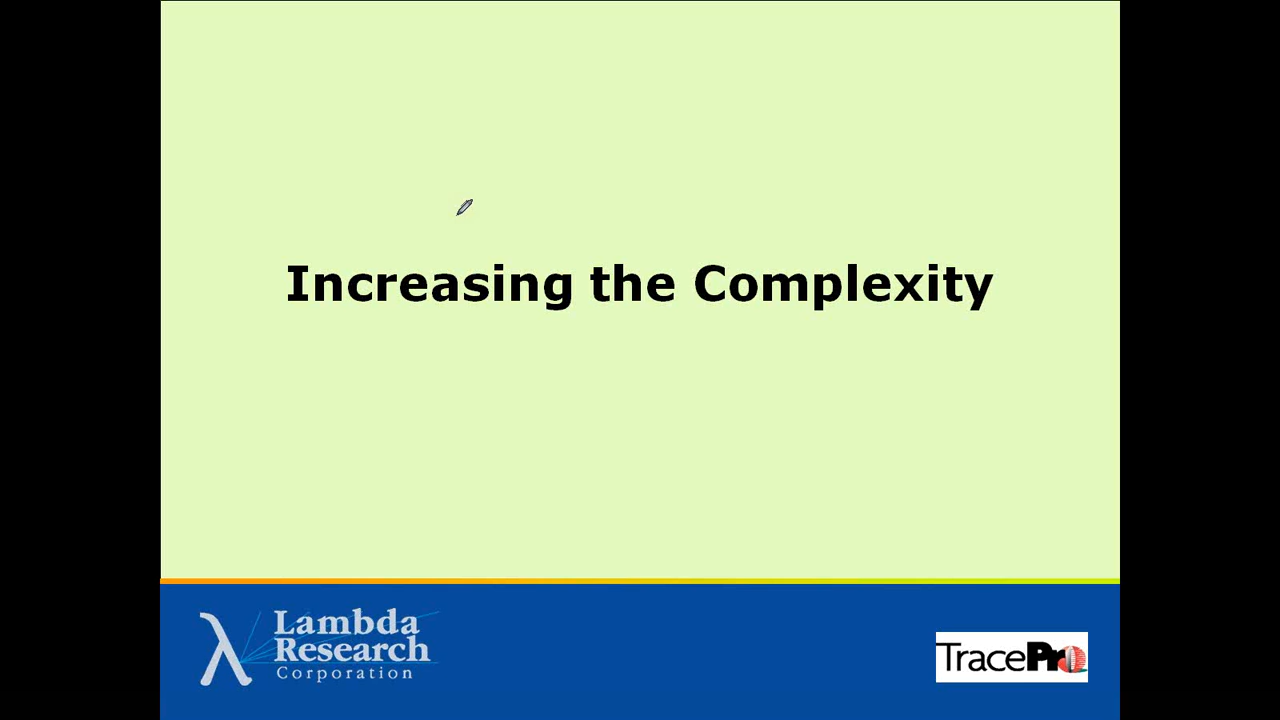 Increasing the Complexity
λ Lambda
Research
Corporation
TracePro